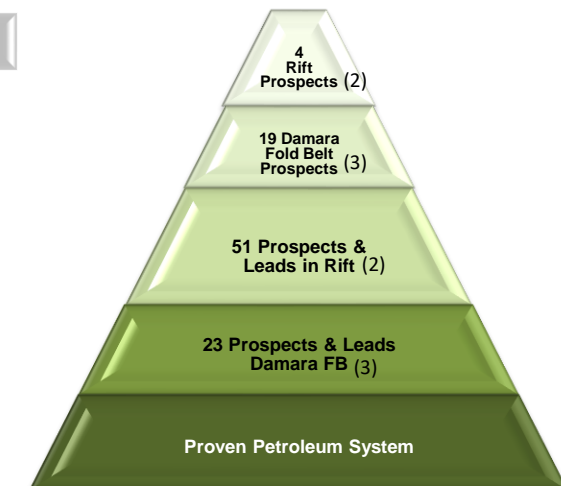 4
Rift
Prospects (2)
19 Damara
Fold Belt
Prospects (3)
51 Prospects &
Leads in Rift (2)
23 Prospects & Leads
Damara FB (3)
Proven Petroleum System